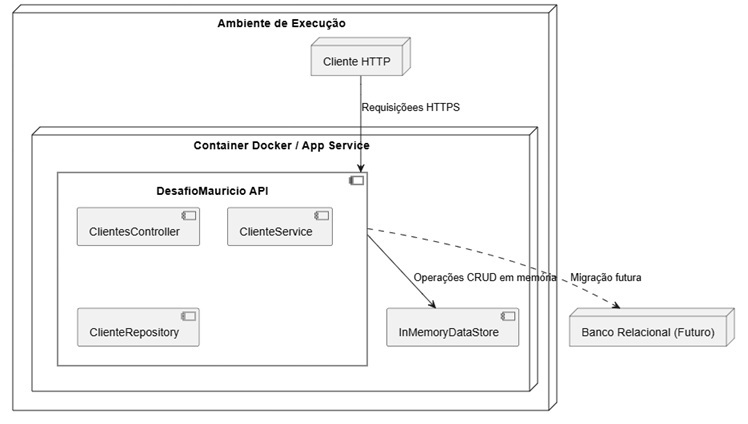 Ambiente de Execução
Cliente HTTP
Requisiçõees HTTPS
Container Docker / App Service
DesafioMauricio API
ClientesController
ClienteService
Operações CRUD em memória
Migração futura
ClienteRepository
InMemoryDataStore
Banco Relacional (Futuro)